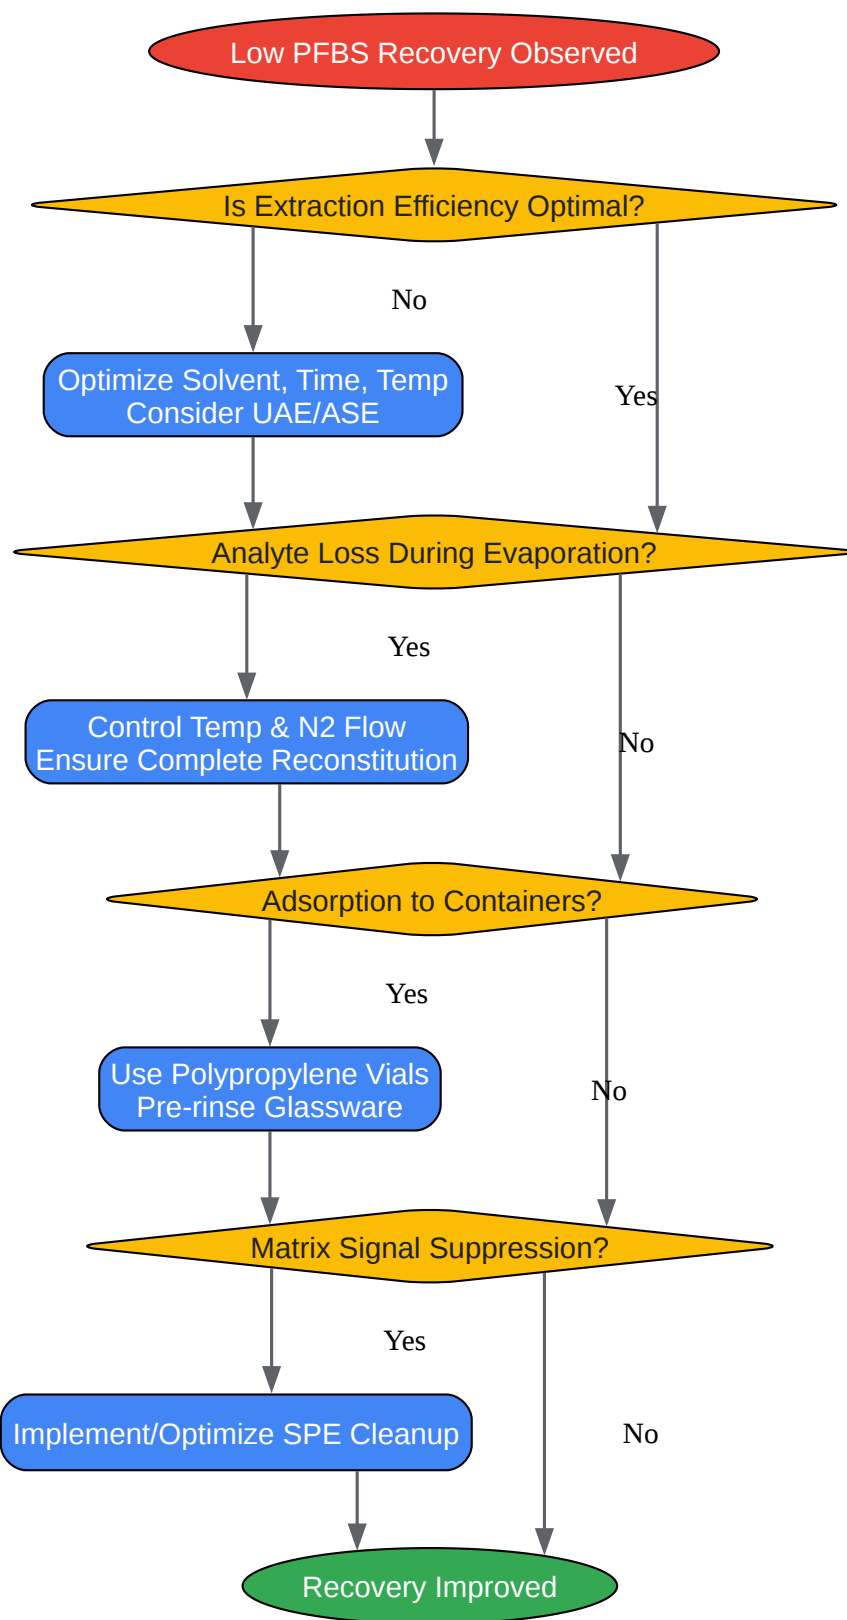 Low PFBS Recovery Observed
Is Extraction Efficiency Optimal?
No
Optimize Solvent, Time, Temp
Consider UAE/ASE
Yes
Analyte Loss During Evaporation?
Yes
Control Temp & N2 Flow
Ensure Complete Reconstitution
No
Adsorption to Containers?
Yes
Use Polypropylene Vials
Pre-rinse Glassware
No
Matrix Signal Suppression?
Yes
Implement/Optimize SPE Cleanup
No
Recovery Improved